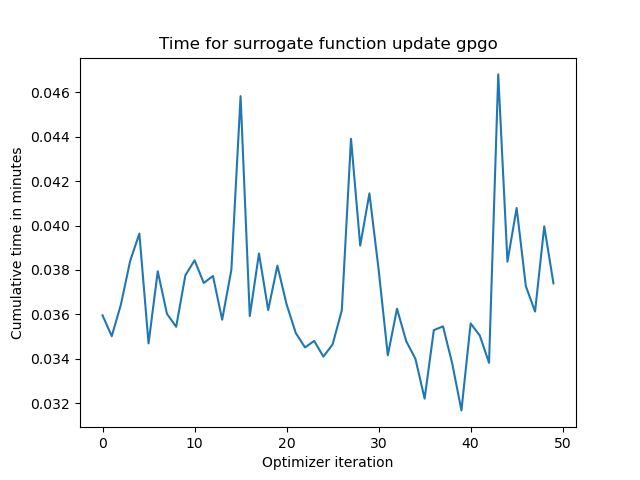 Time for surrogate function update gpgo
0.046
0.044
0.042
0.040
0.038
0.036
0.034
0.032
Cumulative time in minutes
0 10 20 30 40 50
Optimizer iteration